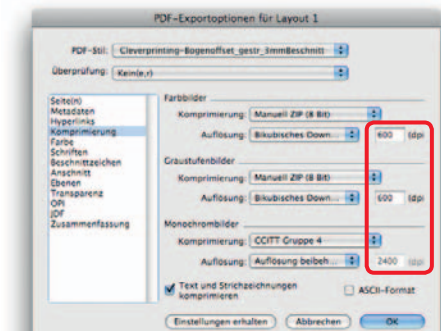 PDF-Exportoptionen für Layout 1
PDF-Stil: Cleverprinting-Bogenoffset_gestr_3mmBeschnitt
Überprüfung: Kein(e,r)
Seite(n)
Metadaten
Hyperlinks
Komprimierung
Farbe
Schriften
Beschnittzeichen
Anschnitt
Ebenen
Transparenz
OPI
JDF
Zusammenfassung
Farbbilder
Komprimierung: Manuell ZIP (8 Bit)
Auflösung: Bikubisches Down... 600 (dpi
Graustufenbilder
Komprimierung: Manuell ZIP (8 Bit)
Auflösung: Bikubisches Down... 600 (dpi
Monochrombilder
Komprimierung: CCITT Gruppe 4
Auflösung: Auflösung beibeh... 2400 (dpi
Text und Strichzeichnungen
komprimieren
ASCII-Format
Einstellungen erhalten Abbrechen OK